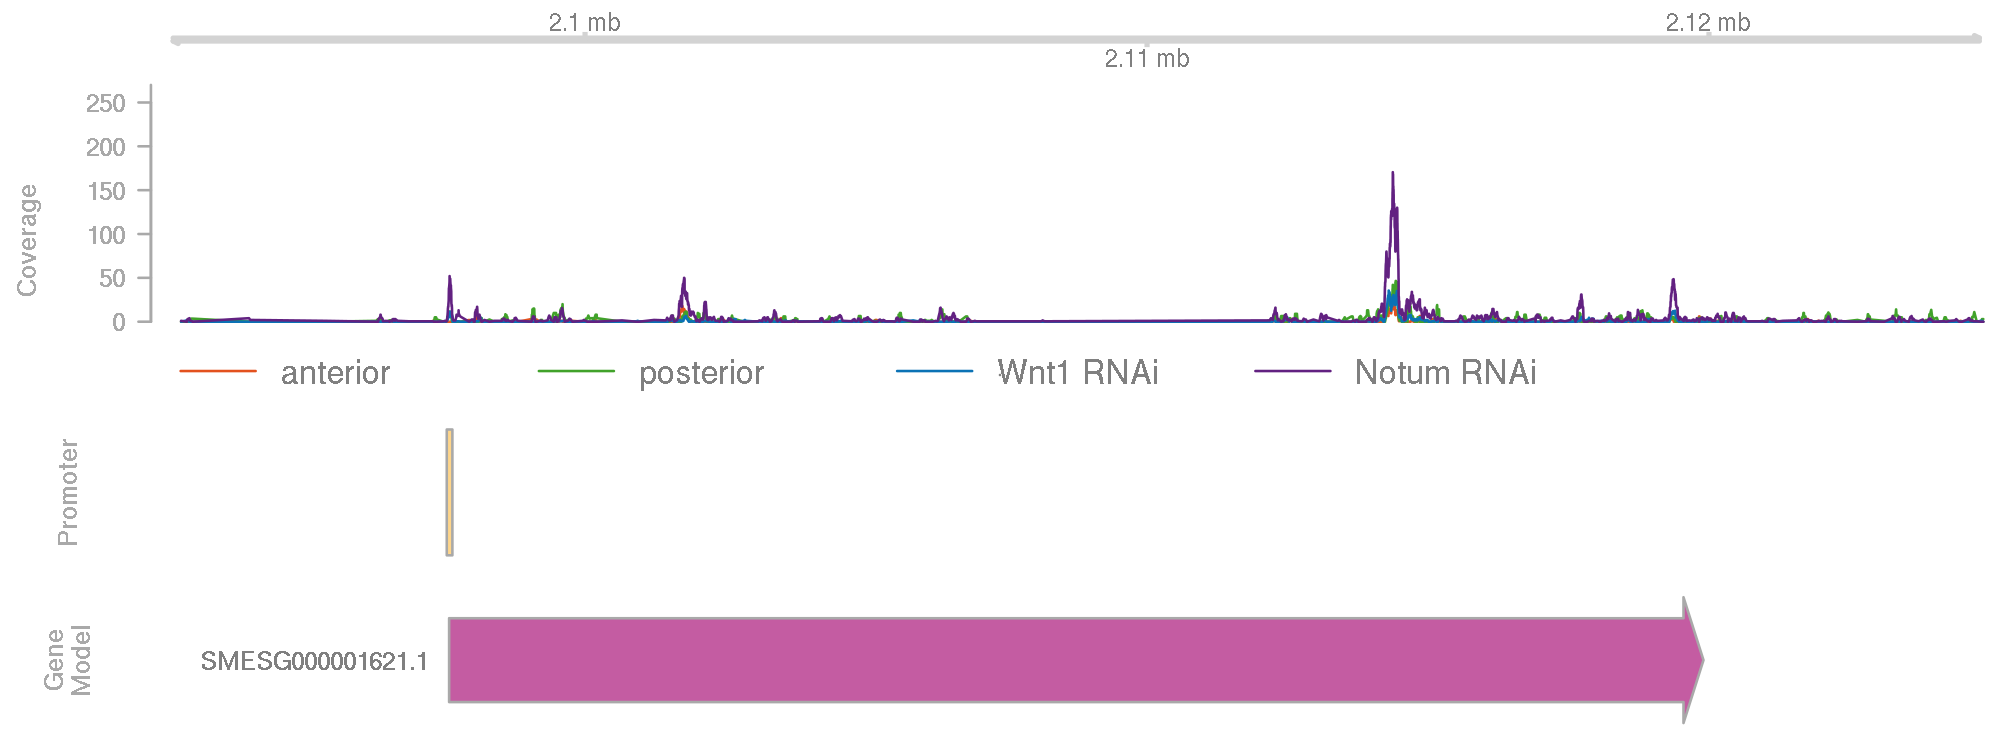 2.1 mb
2.12 mb
2.11 mb
Coverage
250
200
150
100
50
0
anterior
posterior
Wnt1 RNAi
Notum RNAi
Promoter
Gene
Model
SMESG000001621.1